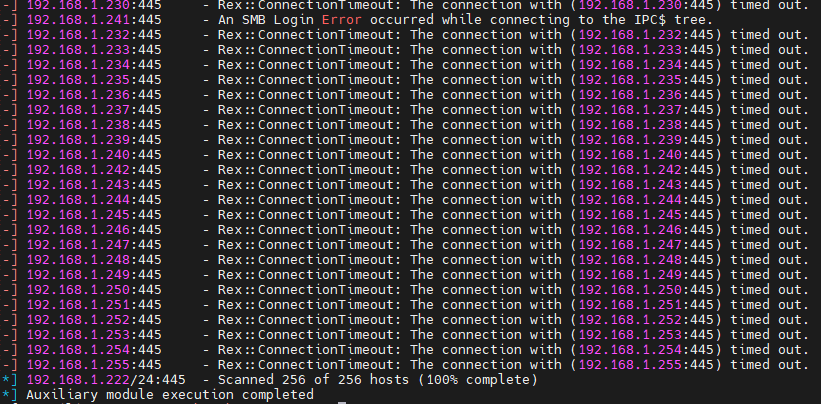 -] 192.168.1.230:445 - Rex::ConnectionTimeout: The connection with (192.168.1.230:445) timed out.
-] 192.168.1.241:445 - An SMB Login Error occurred while connecting to the IPC$ tree.
-] 192.168.1.232:445 - Rex::ConnectionTimeout: The connection with (192.168.1.232:445) timed out.
-] 192.168.1.233:445 - Rex::ConnectionTimeout: The connection with (192.168.1.233:445) timed out.
-] 192.168.1.234:445 - Rex::ConnectionTimeout: The connection with (192.168.1.234:445) timed out.
-] 192.168.1.235:445 - Rex::ConnectionTimeout: The connection with (192.168.1.235:445) timed out.
-] 192.168.1.236:445 - Rex::ConnectionTimeout: The connection with (192.168.1.236:445) timed out.
-] 192.168.1.237:445 - Rex::ConnectionTimeout: The connection with (192.168.1.237:445) timed out.
-] 192.168.1.238:445 - Rex::ConnectionTimeout: The connection with (192.168.1.238:445) timed out.
-] 192.168.1.239:445 - Rex::ConnectionTimeout: The connection with (192.168.1.239:445) timed out.
-] 192.168.1.240:445 - Rex::ConnectionTimeout: The connection with (192.168.1.240:445) timed out.
-] 192.168.1.242:445 - Rex::ConnectionTimeout: The connection with (192.168.1.242:445) timed out.
-] 192.168.1.243:445 - Rex::ConnectionTimeout: The connection with (192.168.1.243:445) timed out.
-] 192.168.1.244:445 - Rex::ConnectionTimeout: The connection with (192.168.1.244:445) timed out.
-] 192.168.1.245:445 - Rex::ConnectionTimeout: The connection with (192.168.1.245:445) timed out.
-] 192.168.1.246:445 - Rex::ConnectionTimeout: The connection with (192.168.1.246:445) timed out.
-] 192.168.1.247:445 - Rex::ConnectionTimeout: The connection with (192.168.1.247:445) timed out.
-] 192.168.1.248:445 - Rex::ConnectionTimeout: The connection with (192.168.1.248:445) timed out.
-] 192.168.1.249:445 - Rex::ConnectionTimeout: The connection with (192.168.1.249:445) timed out.
-] 192.168.1.250:445 - Rex::ConnectionTimeout: The connection with (192.168.1.250:445) timed out.
-] 192.168.1.251:445 - Rex::ConnectionTimeout: The connection with (192.168.1.251:445) timed out.
-] 192.168.1.252:445 - Rex::ConnectionTimeout: The connection with (192.168.1.252:445) timed out.
-] 192.168.1.253:445 - Rex::ConnectionTimeout: The connection with (192.168.1.253:445) timed out.
-] 192.168.1.254:445 - Rex::ConnectionTimeout: The connection with (192.168.1.254:445) timed out.
-] 192.168.1.255:445 - Rex::ConnectionTimeout: The connection with (192.168.1.255:445) timed out.
*] 192.168.1.222/24:445 - Scanned 256 of 256 hosts (100% complete)
*] Auxiliary module execution completed